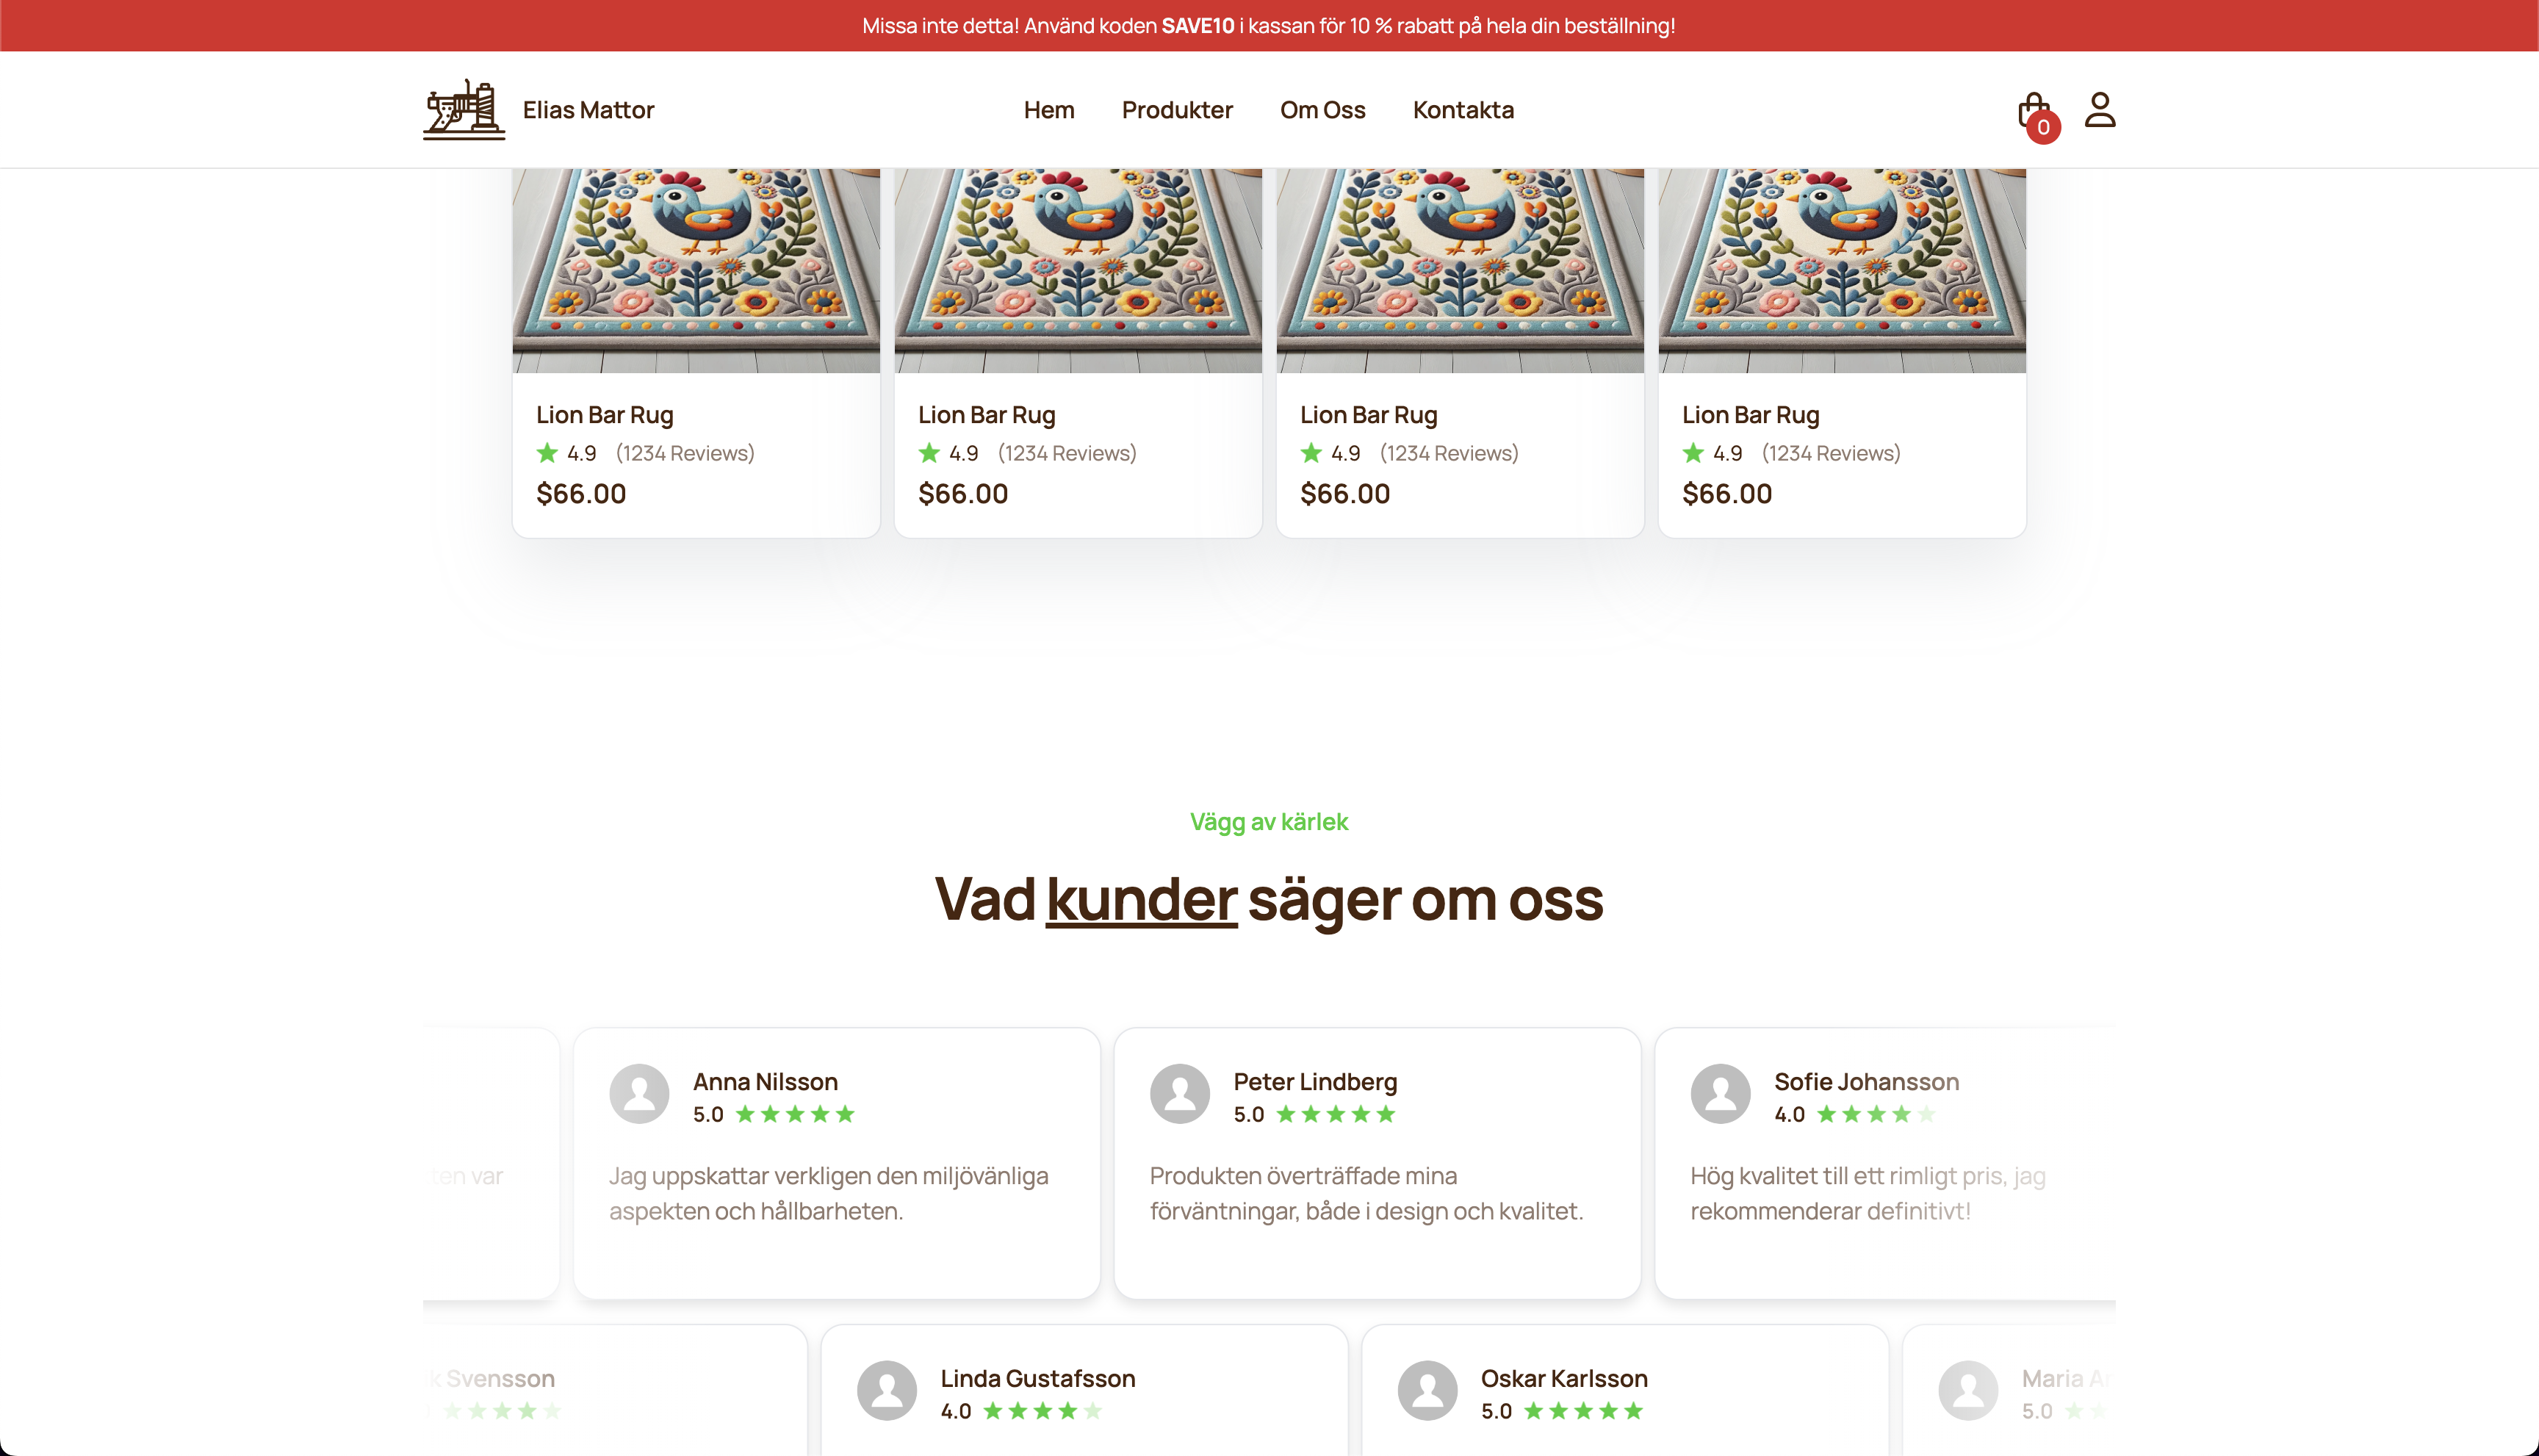 Missa inte detta! Använd koden SAVE10 i kassan för 10 % rabatt på hela din beställning!
Elias Mattor
Hem Produkter Om Oss Kontakta
0
Lion Bar Rug
4.9 (1234 Reviews)
$66.00
Lion Bar Rug
4.9 (1234 Reviews)
$66.00
Lion Bar Rug
4.9 (1234 Reviews)
$66.00
Lion Bar Rug
4.9 (1234 Reviews)
$66.00
Vägg av kärlek
Vad kunder säger om oss
var
Anna Nilsson
5.0
Jag uppskattar verkligen den miljövänliga
aspekten och hållbarheten.
Peter Lindberg
5.0
Produkten överträffade mina
förväntningar, både i design och kvalitet.
Sofie Johansson
4.0
Hög kvalitet till ett rimligt pris, jag
rekommenderar definitivt!
Svensson
Linda Gustafsson
4.0
Oskar Karlsson
5.0
Maria
5.0